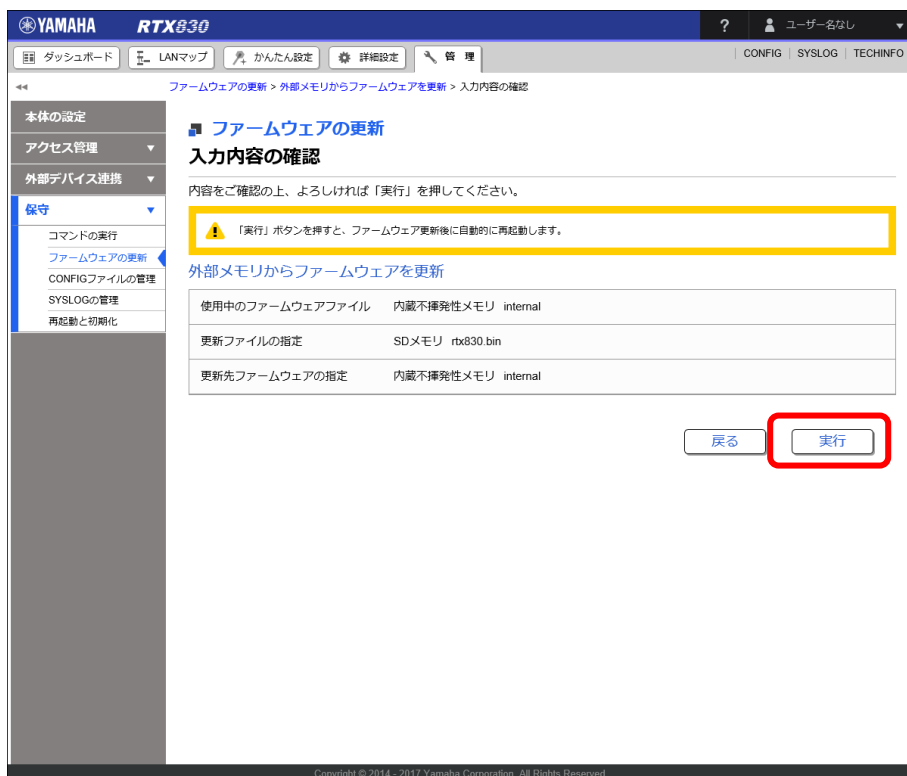 YAMAHA RTX830 ? ユーザー名なし ▼
ダッシュボード LANマップ かんたん設定 詳細設定 管理 CONFIG | SYSLOG | TECHINFO
ファームウェアの更新 > 外部メモリからファームウェアを更新 > 入力内容の確認
本体の設定
アクセス管理 ▼
外部デバイス連携 ▼
保守 ▼
コマンドの実行
ファームウェアの更新
CONFIGファイルの管理
SYSLOGの管理
再起動と初期化
ファームウェアの更新
入力内容の確認
内容をご確認の上、よろしければ「実行」を押してください。
「実行」ボタンを押すと、ファームウェア更新後に自動的に再起動します。
外部メモリからファームウェアを更新
使用中のファームウェアファイル 内蔵不揮発性メモリ internal
更新ファイルの指定 SDメモリ rtx830.bin
更新先ファームウェアの指定 内蔵不揮発性メモリ internal
戻る 実行
Copyright © 2014 - 2017 Yamaha Corporation. All Rights Reserved.